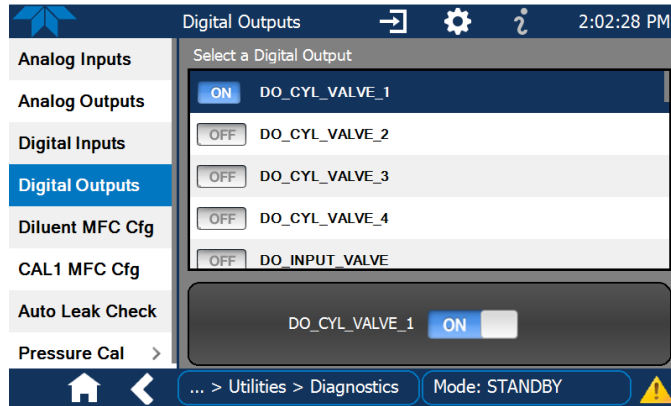 Digital Outputs
2:02:28 PM
Analog Inputs
Analog Outputs
Digital Inputs
Digital Outputs
Diluent MFC Cfg
CAL1 MFC Cfg
Auto Leak Check
Pressure Cal >
Select a Digital Output
ON DO_CYL_VALVE_1
OFF DO_CYL_VALVE_2
OFF DO_CYL_VALVE_3
OFF DO_CYL_VALVE_4
OFF DO_INPUT_VALVE
DO_CYL_VALVE_1 ON
... > Utilities > Diagnostics
Mode: STANDBY